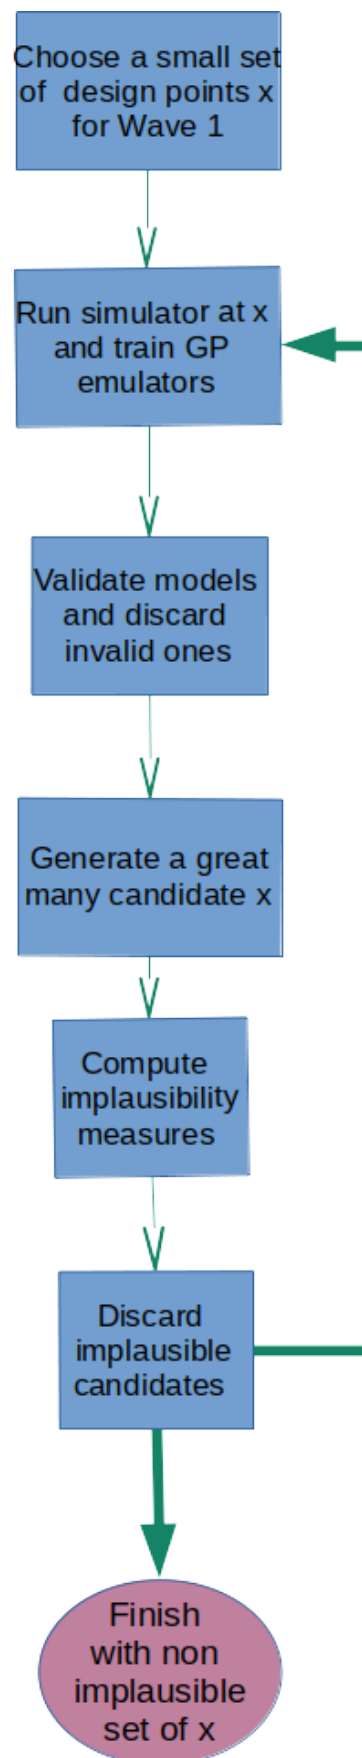 Choose a small set
of design points x
for Wave 1
Run simulator at x
and train GP
emulators
Validate models
and discard
invalid ones
Generate a great
many candidate x
Compute
implausibility
measures
Discard
implausible
candidates
Finish
with non
implausible
set of x